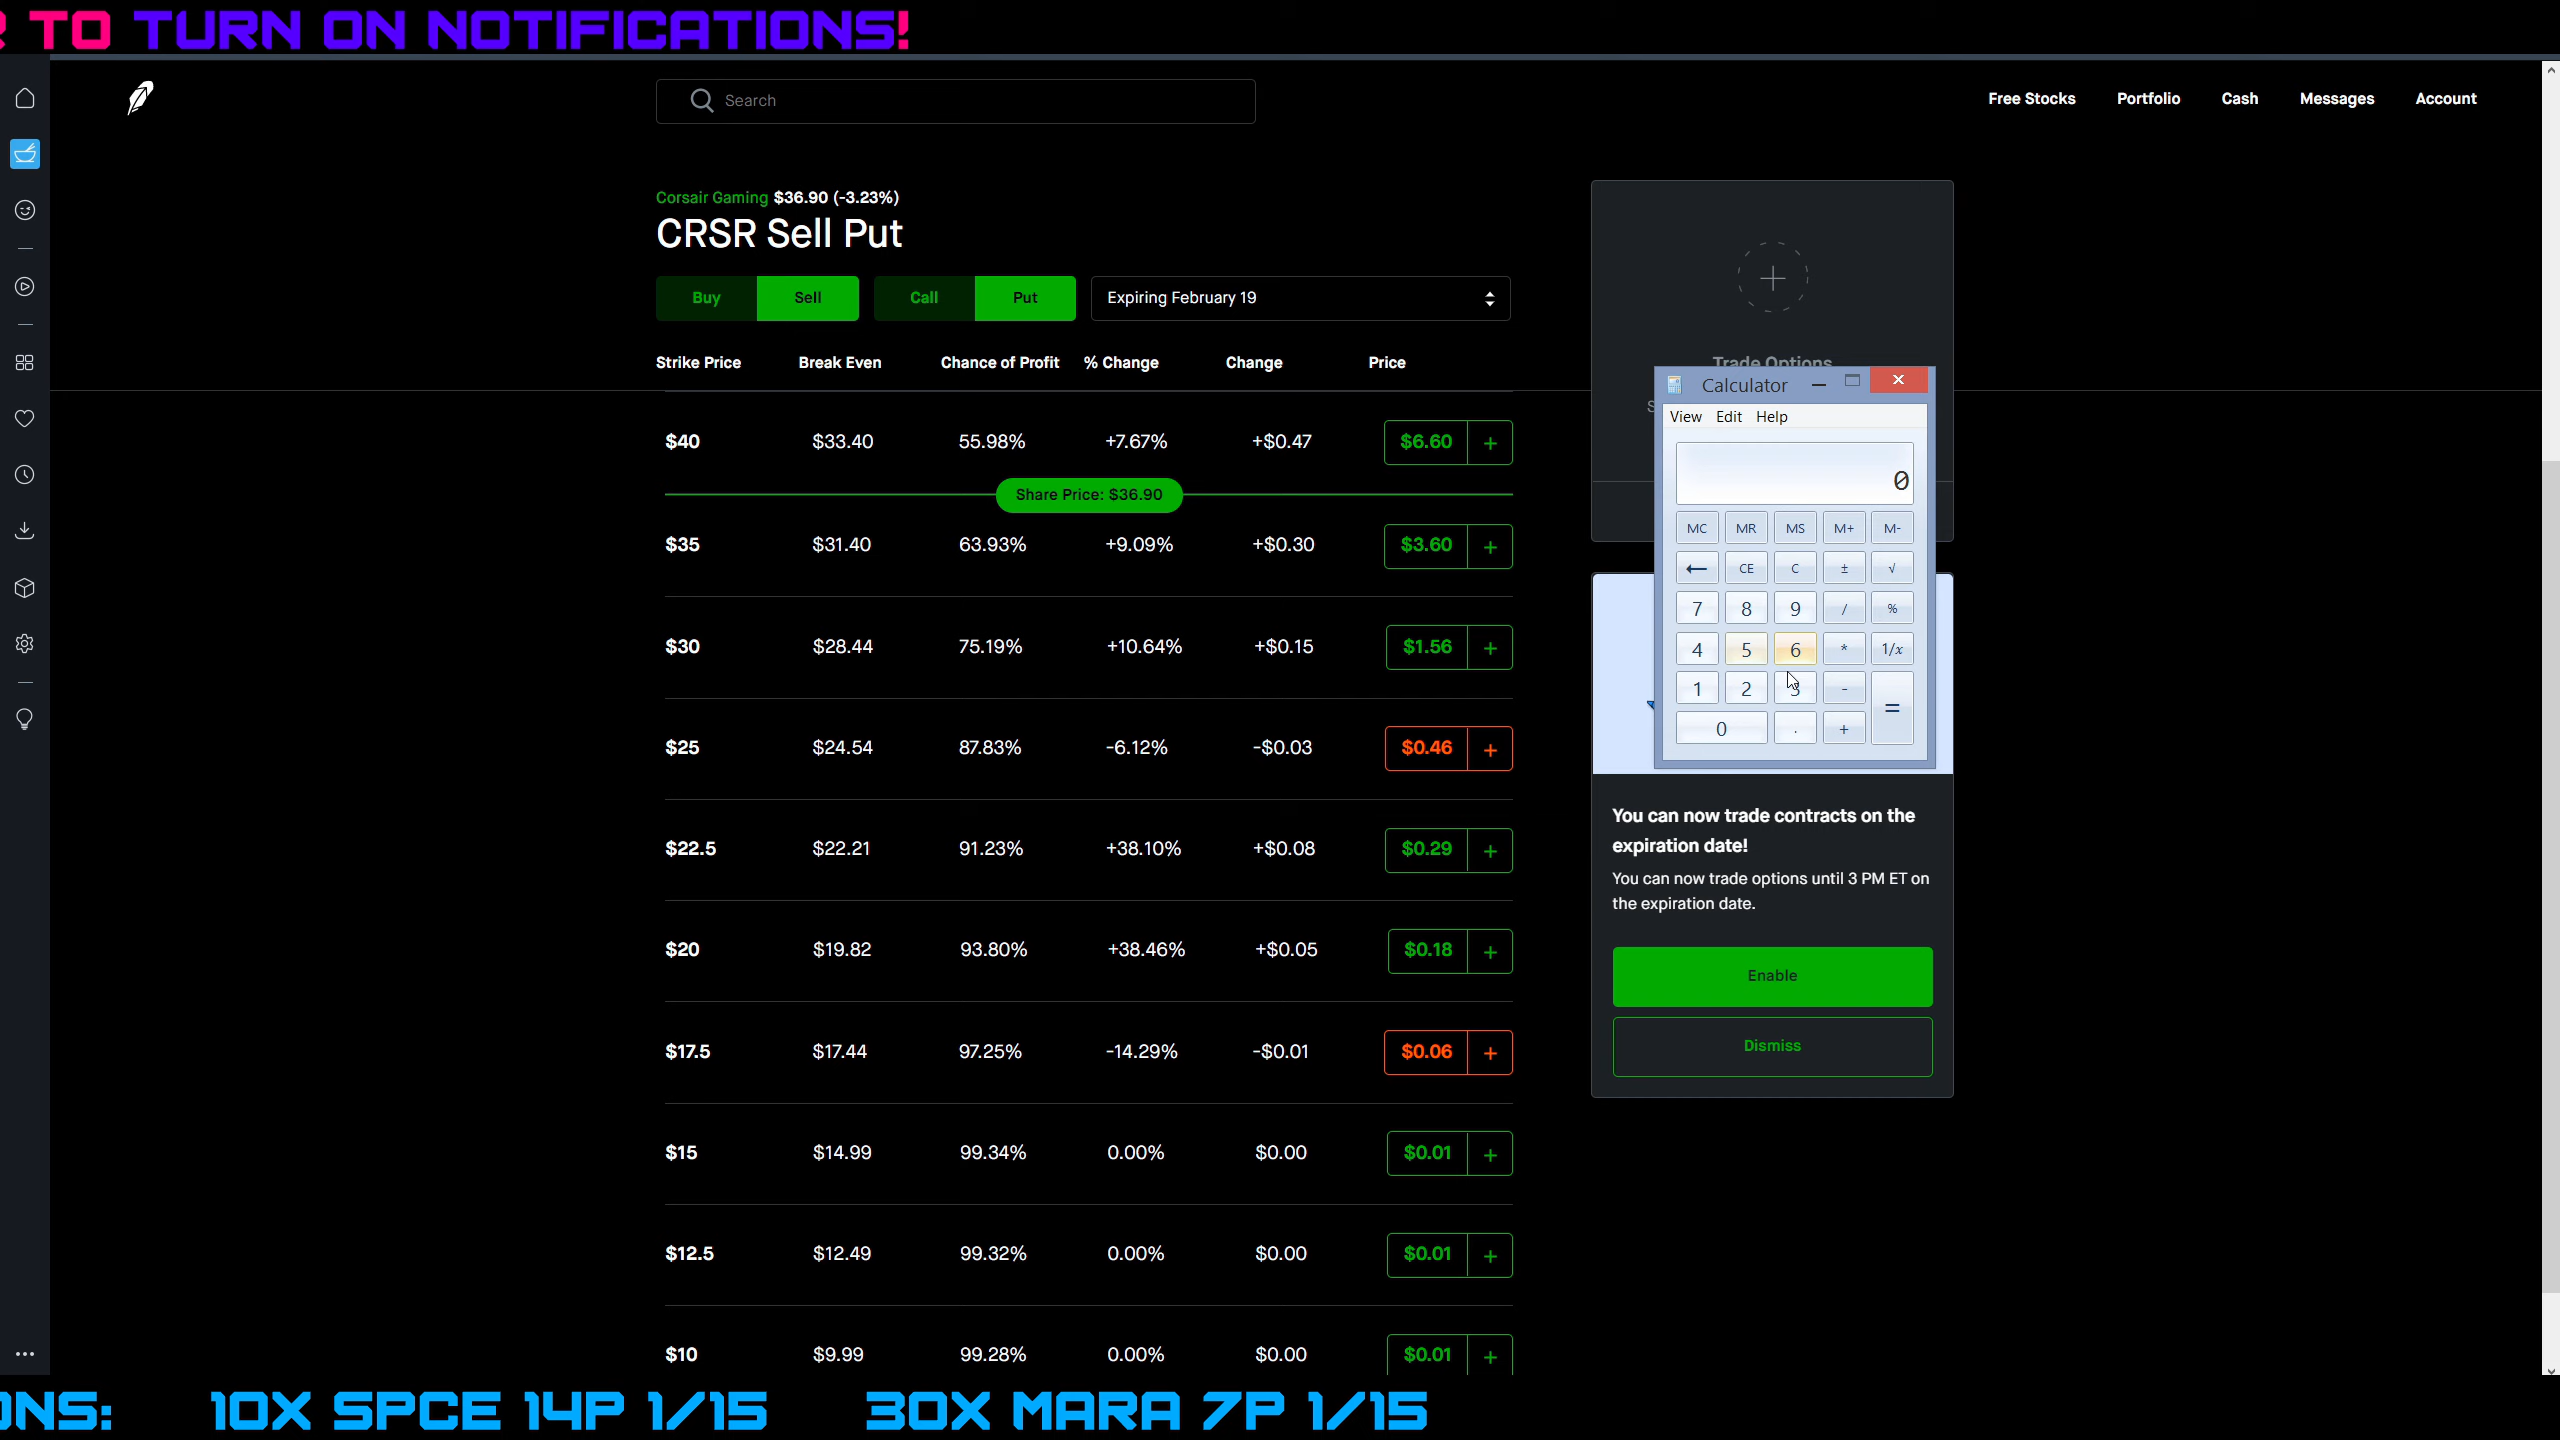 TO TURN ON NOTIFICATIONS!
Search
Free Stocks
Portfolio
Cash
Messages
Account
Corsair Gaming $36.90 (-3.23%)
CRSR Sell Put
Buy
Sell
Call
Put
Expiring February 19
Strike Price
Break Even
Chance of Profit
% Change
Change
Price
$40 $33.40 55.98% +7.67% +$0.47 $6.60 +
Share Price: $36.90
$35 $31.40 63.93% +9.09% +$0.30 $3.60 +
$30 $28.44 75.19% +10.64% +$0.15 $1.56 +
$25 $24.54 87.83% -6.12% -$0.03 $0.46 +
$22.5 $22.21 91.23% +38.10% +$0.08 $0.29 +
$20 $19.82 93.80% +38.46% +$0.05 $0.18 +
$17.5 $17.44 97.25% -14.29% -$0.01 $0.06 +
$15 $14.99 99.34% 0.00% $0.00 $0.01 +
$12.5 $12.49 99.32% 0.00% $0.00 $0.01 +
$10 $9.99 99.28% 0.00% $0.00 $0.01 +
Trade Options
Calculator
View Edit Help
0
MC MR MS M+ M-
← CE C ± √
7 8 9 / %
4 5 6 * 1/x
1 2 3 - =
0 . +
You can now trade contracts on the
expiration date!
You can now trade options until 3 PM ET on
the expiration date.
Enable
Dismiss
10X SPCE 14P 1/15 30X MARA 7P 1/15